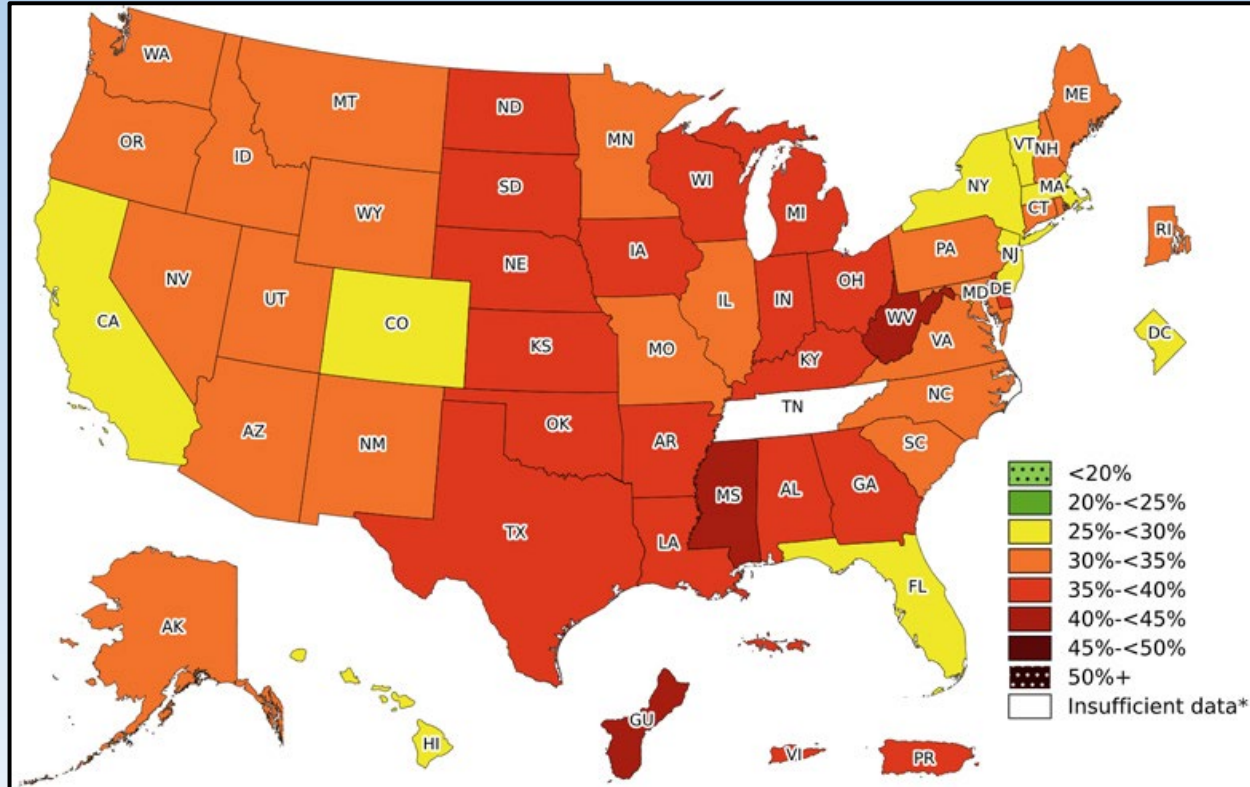 WA
MT
ND
MN
ME
OR
ID
SD
WI
VT
NH
WY
NY
MA
MI
CT
RI
IA
PA
NE
NJ
NV
OH
UT
IL
IN
MD
DE
CA
CO
WV
DC
KS
VA
MO
KY
NC
TN
AZ
OK
NM
AR
SC
<20%
MS
AL
GA
20%-<25%
TX
25%-<30%
LA
30%-<35%
FL
35%-<40%
AK
40%-<45%
45%-<50%
50%+
Insufficient data*
GU
HI
VI
PR